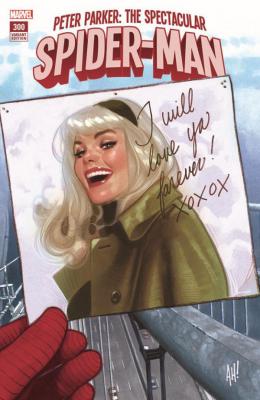 MARVEL
300
VARIANT
EDITION
PETER PARKER: THE SPECTACULAR
SPIDER-MAN
I will
love ya
forever!
XOXOX
AH!